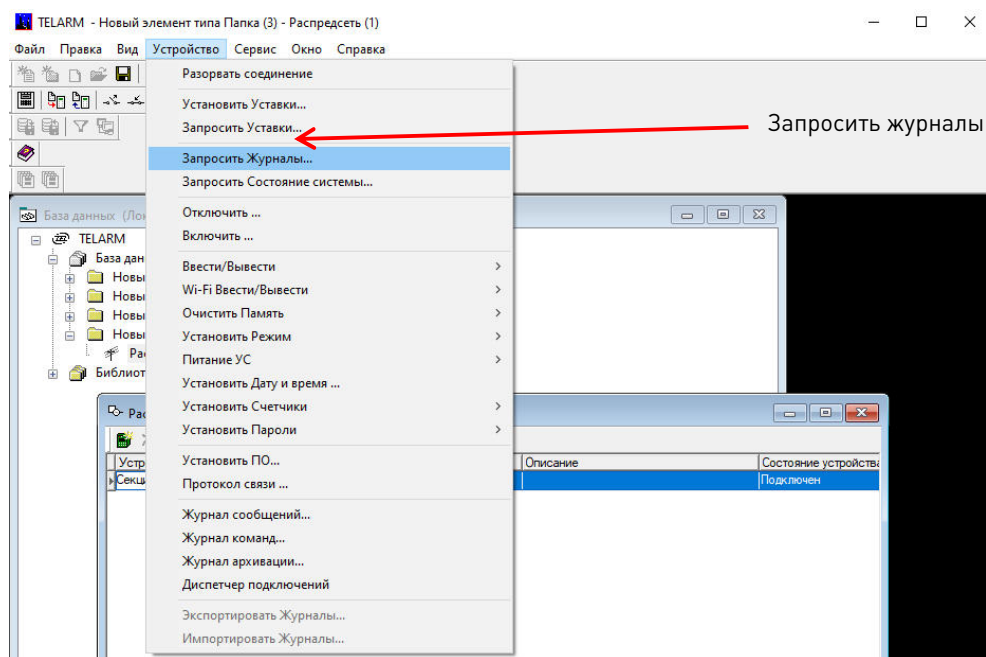 TELARM - Новый элемент типа Папка (3) - Распредсеть (1)
Файл Правка Вид Устройство Сервис Окно Справка
Разорвать соединение
Установить Уставки...
Запросить Уставки...
Запросить журналы
Запросить Журналы...
Запросить Состояние системы...
Отключить ...
Включить ...
Ввести/Вывести
Wi-Fi Ввести/Вывести
Очистить Память
Установить Режим
Питание УС
Установить Дату и время ...
Установить Счетчики
Установить Пароли
Установить ПО...
Протокол связи ...
Журнал сообщений...
Журнал команд...
Журнал архивации...
Диспетчер подключений
Экспортировать Журналы...
Импортировать Журналы...
База данных (Лок
TELARM
База дан
Новы
Новы
Новы
Новы
Рас
Библиот
Рас
Устр
Описание
Состояние устройства
Секци
Подключен